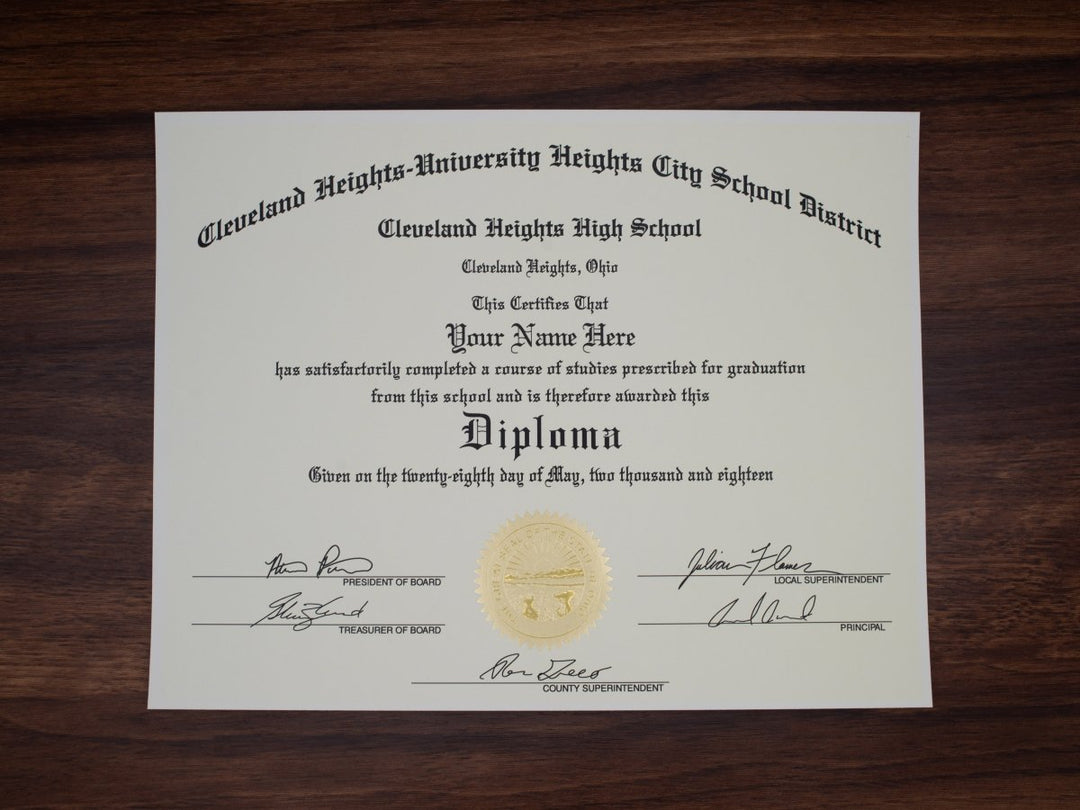 Cleveland Heights-University Heights City School District
Cleveland Heights High School
Cleveland Heights, Ohio
This Certifies That
Your Name Here
has satisfactorily completed a course of studies prescribed for graduation
from this school and is therefore awarded this
Diploma
Given on the twenty-eighth day of May, two thousand and eighteen
PRESIDENT OF BOARD
LOCAL SUPERINTENDENT
TREASURER OF BOARD
PRINCIPAL
COUNTY SUPERINTENDENT